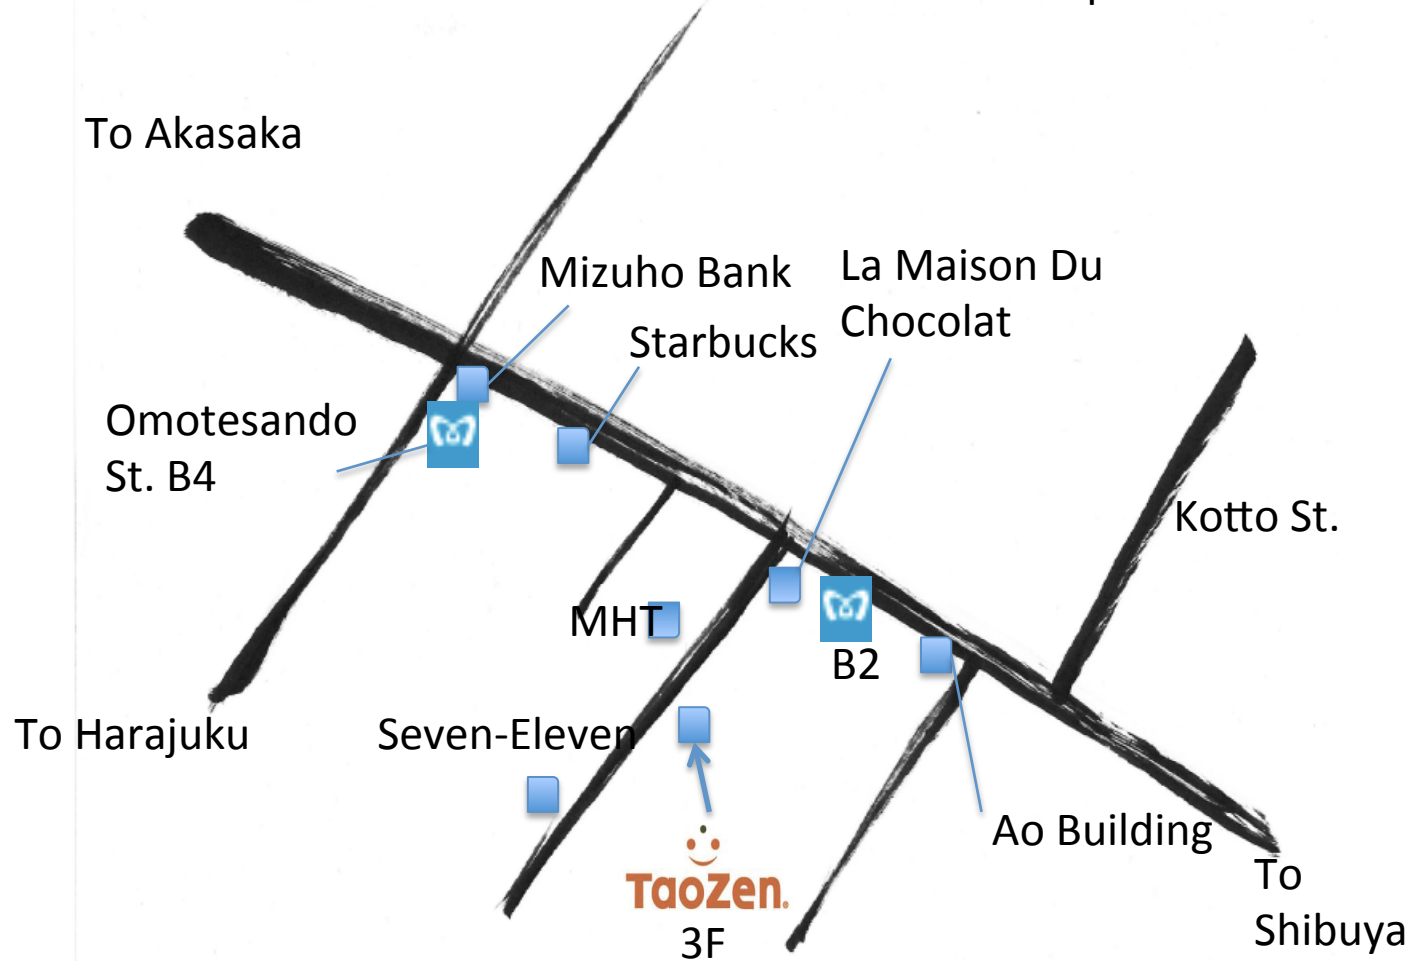 To Akasaka
Mizuho Bank
La Maison Du
Chocolat
Starbucks
Omotesando
St. B4
Kotto St.
MHT
B2
To Harajuku
Seven-Eleven
Ao Building
TaoZen.
3F
To
Shibuya